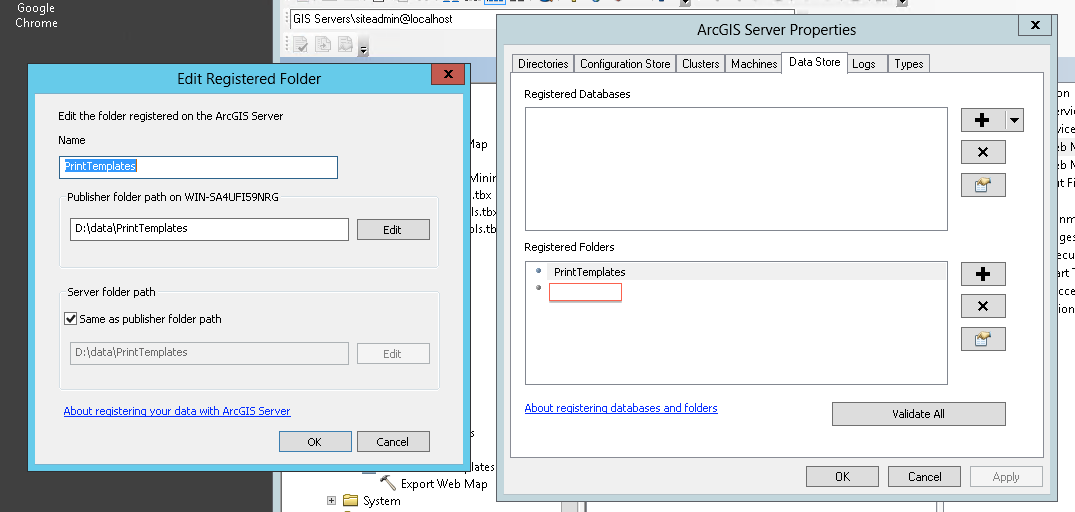 Google
Chrome
GIS Servers\siteadmin@localhost
Edit Registered Folder
X
Edit the folder registered on the ArcGIS Server
Name
PrintTemplates
Publisher folder path on WIN-SA4UFI59NRG
D:\data\PrintTemplates
Edit
Server folder path
Same as publisher folder path
D:\data\PrintTemplates
Edit
About registering your data with ArcGIS Server
OK Cancel
Map
Minin
.tbx
ls.tbx
ols.tb
s
plates
Export Web Map
System
ArcGIS Server Properties
X
Directories Configuration Store Clusters Machines Data Store Logs Types
Registered Databases
Registered Folders
PrintTemplates
About registering databases and folders
Validate All
OK Cancel Apply
on
ervic
vice
eb M
eb M
t Fi
nm
ges
ecu
art T
cce
ion